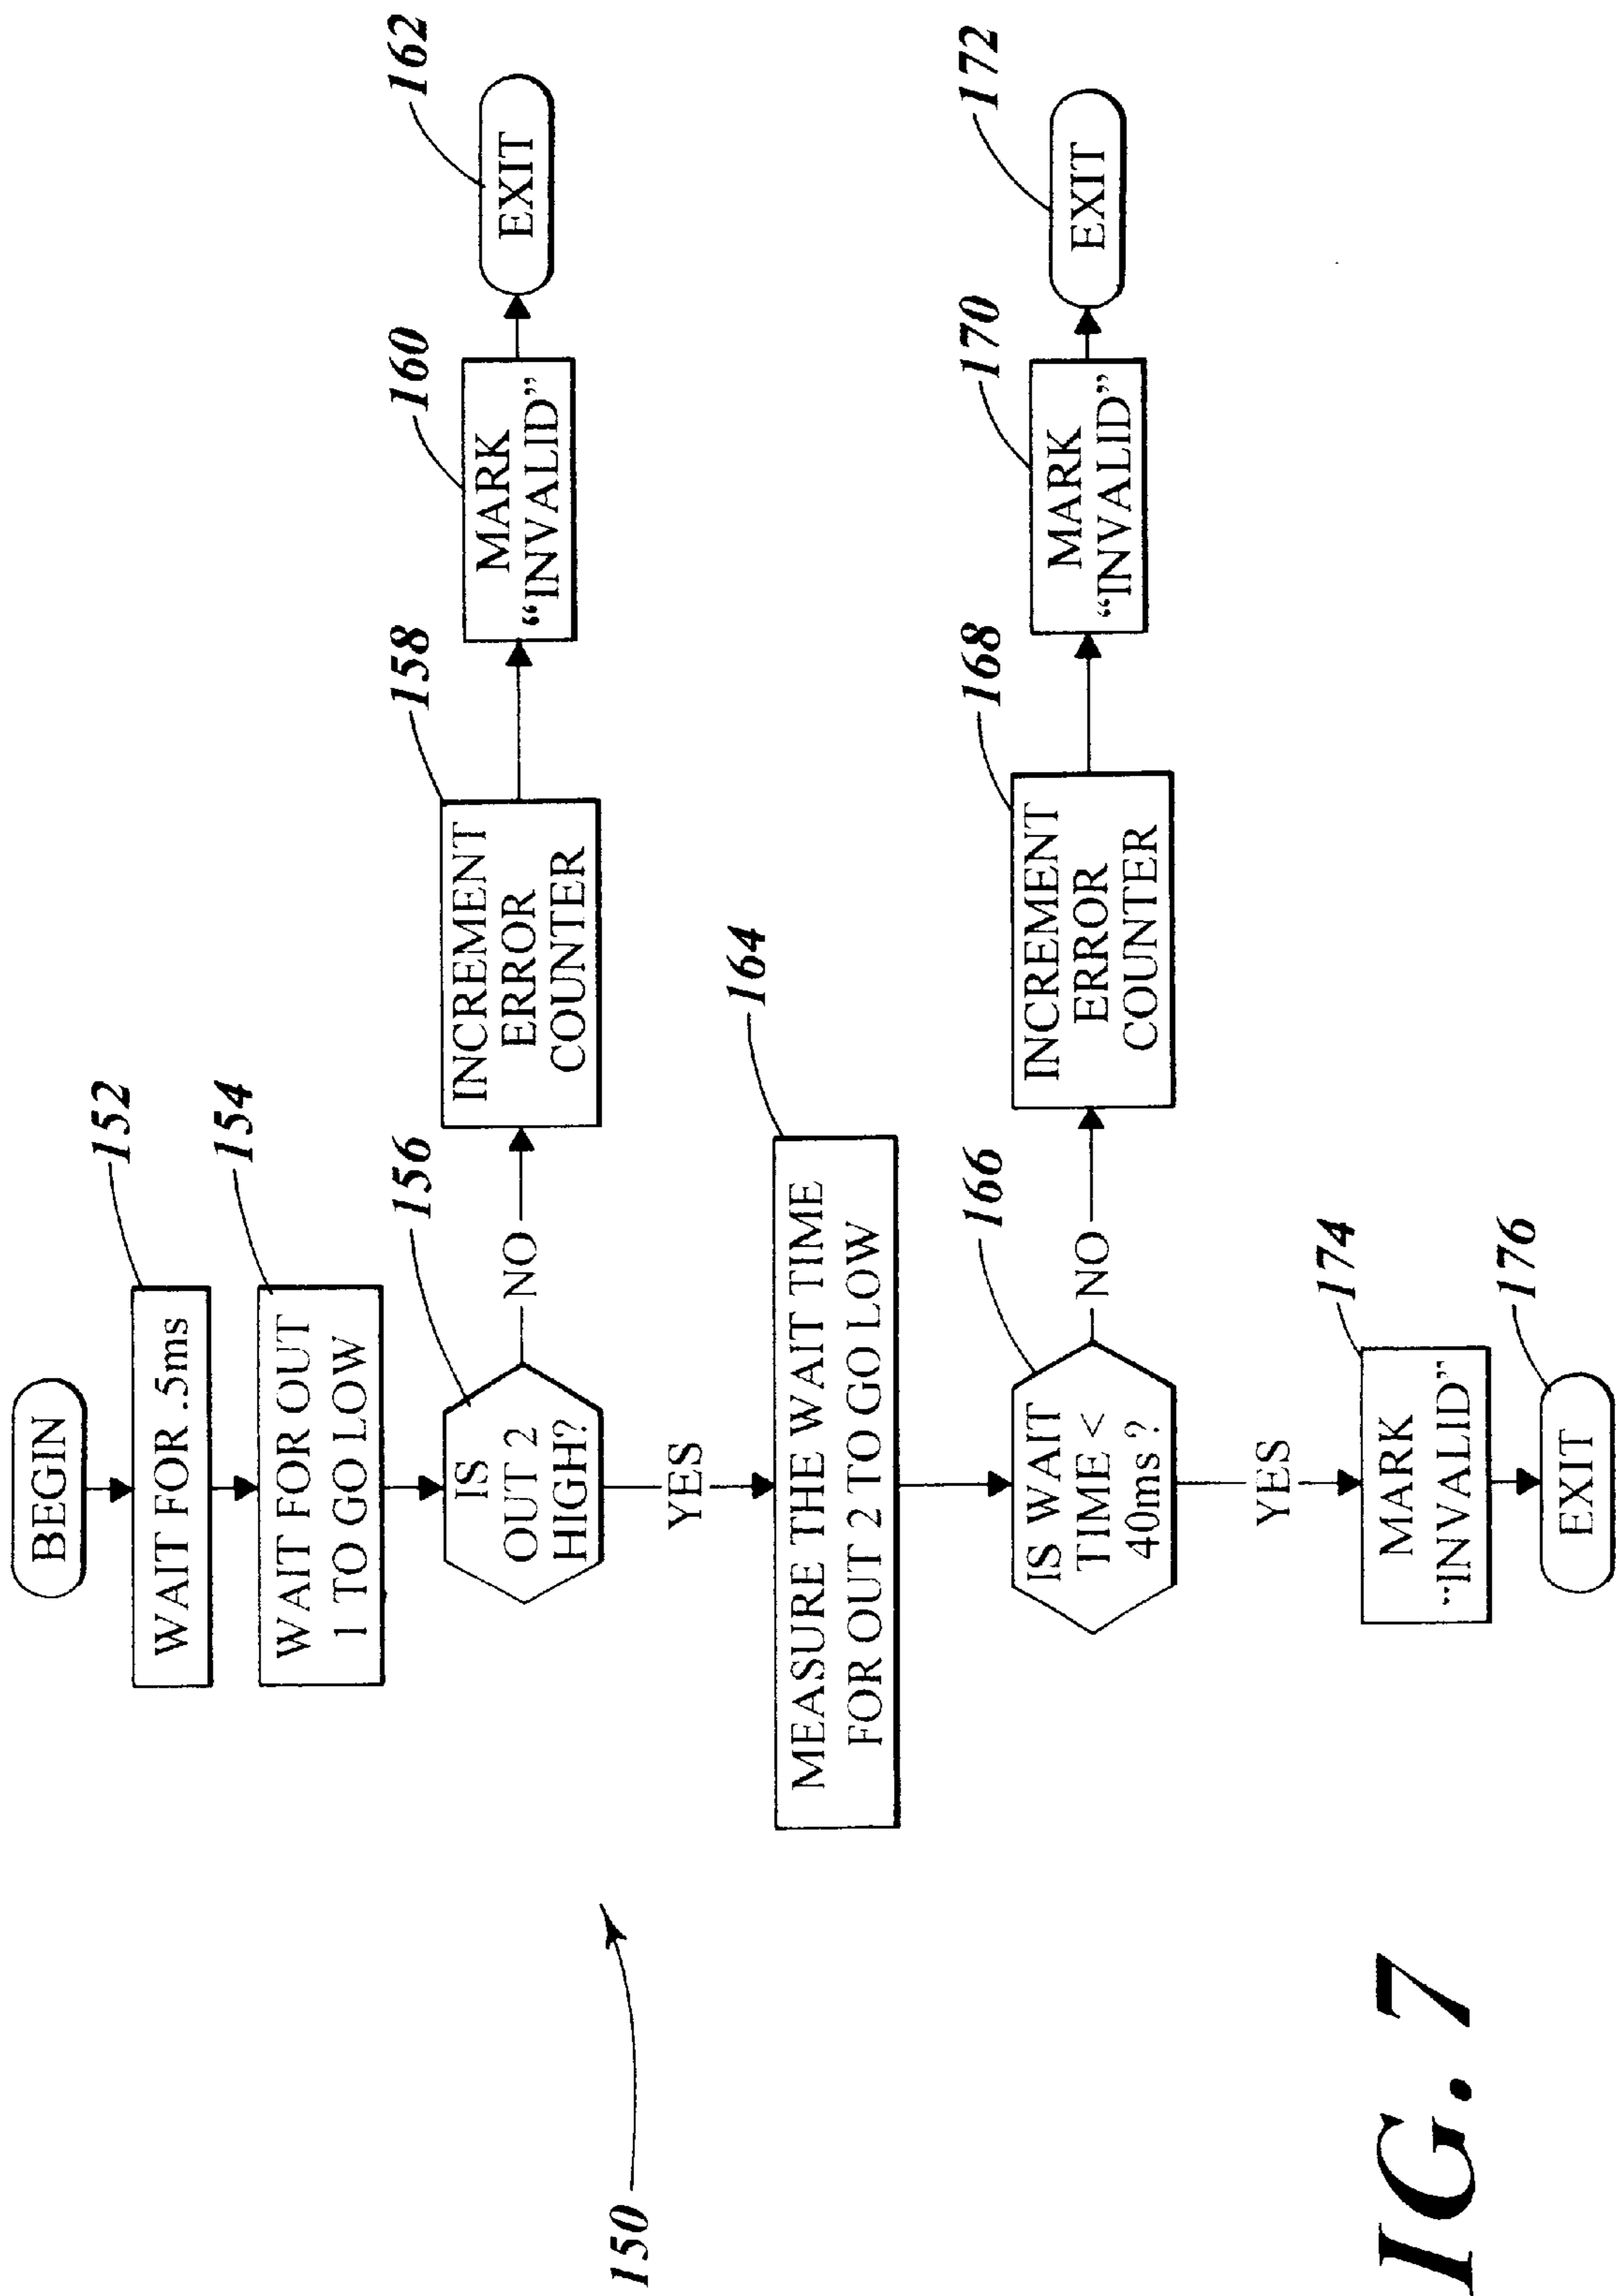 BEGIN
152
WAIT FOR .5ms
154
WAIT FOR OUT
1 TO GO LOW
156
IS
OUT 2
HIGH?
NO
158
INCREMENT
ERROR
COUNTER
160
MARK
“INVALID”
162
EXIT
YES
164
MEASURE THE WAIT TIME
FOR OUT 2 TO GO LOW
166
IS WAIT
TIME <
40ms ?
NO
168
INCREMENT
ERROR
COUNTER
170
MARK
“INVALID”
172
EXIT
YES
174
MARK
“INVALID”
176
EXIT
150
IG. 7